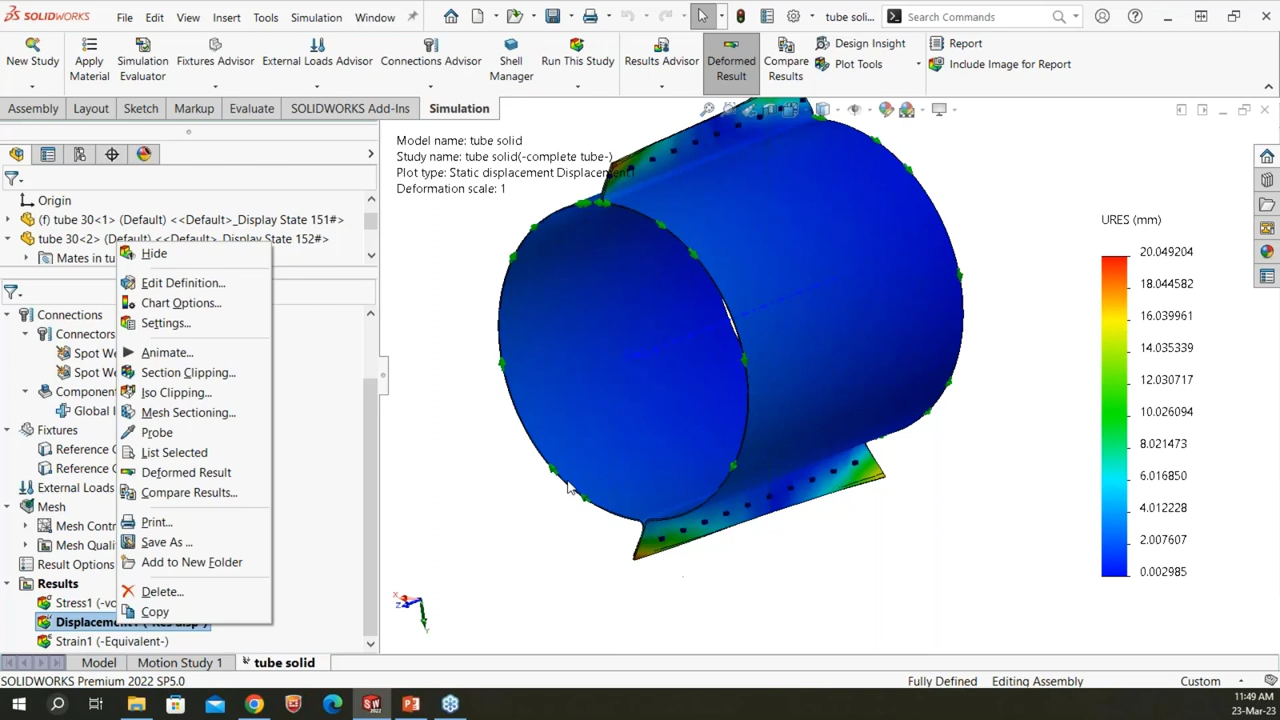 SOLIDWORKS File Edit View Insert Tools Simulation Window tube soli... Search Commands
New Study
Apply Material
Simulation Evaluator
Fixtures Advisor
External Loads Advisor
Connections Advisor
Shell Manager
Run This Study
Results Advisor
Deformed Result
Compare Results
Design Insight
Plot Tools
Report
Include Image for Report
Assembly Layout Sketch Markup Evaluate SOLIDWORKS Add-Ins Simulation
Origin
(f) tube 30<1> (Default) <<Default>_Display State 151#>
tube 30<2> (Default) <<Default>_Display State 152#>
Mates in tu
Connections
Connectors
Spot We
Spot We
Component
Global I
Fixtures
Reference (
Reference (
External Loads
Mesh
Mesh Contr
Mesh Quali
Result Options
Results
Stress1 (-vo
Displacement1 (-Res disp-)
Strain1 (-Equivalent-)
Hide
Edit Definition...
Chart Options...
Settings...
Animate...
Section Clipping...
Iso Clipping...
Mesh Sectioning...
Probe
List Selected
Deformed Result
Compare Results...
Print...
Save As ...
Add to New Folder
Delete...
Copy
Model name: tube solid
Study name: tube solid(-complete tube-)
Plot type: Static displacement Displacement1
Deformation scale: 1
URES (mm)
20.049204
18.044582
16.039961
14.035339
12.030717
10.026094
8.021473
6.016850
4.012228
2.007607
0.002985
X
Z
Y
Model Motion Study 1 tube solid
SOLIDWORKS Premium 2022 SP5.0 Fully Defined Editing Assembly Custom
11:49 AM
23-Mar-23